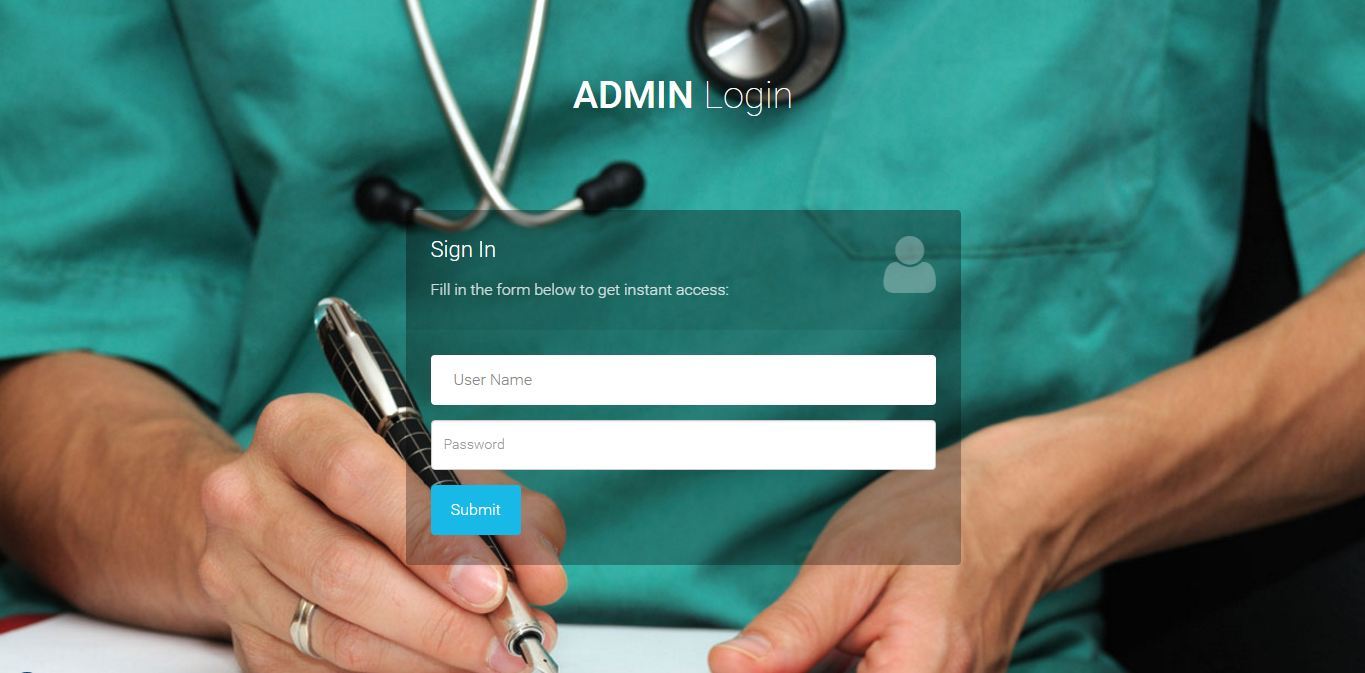 ADMIN Login
Sign In
Fill in the form below to get instant access:
User Name
Password
Submit